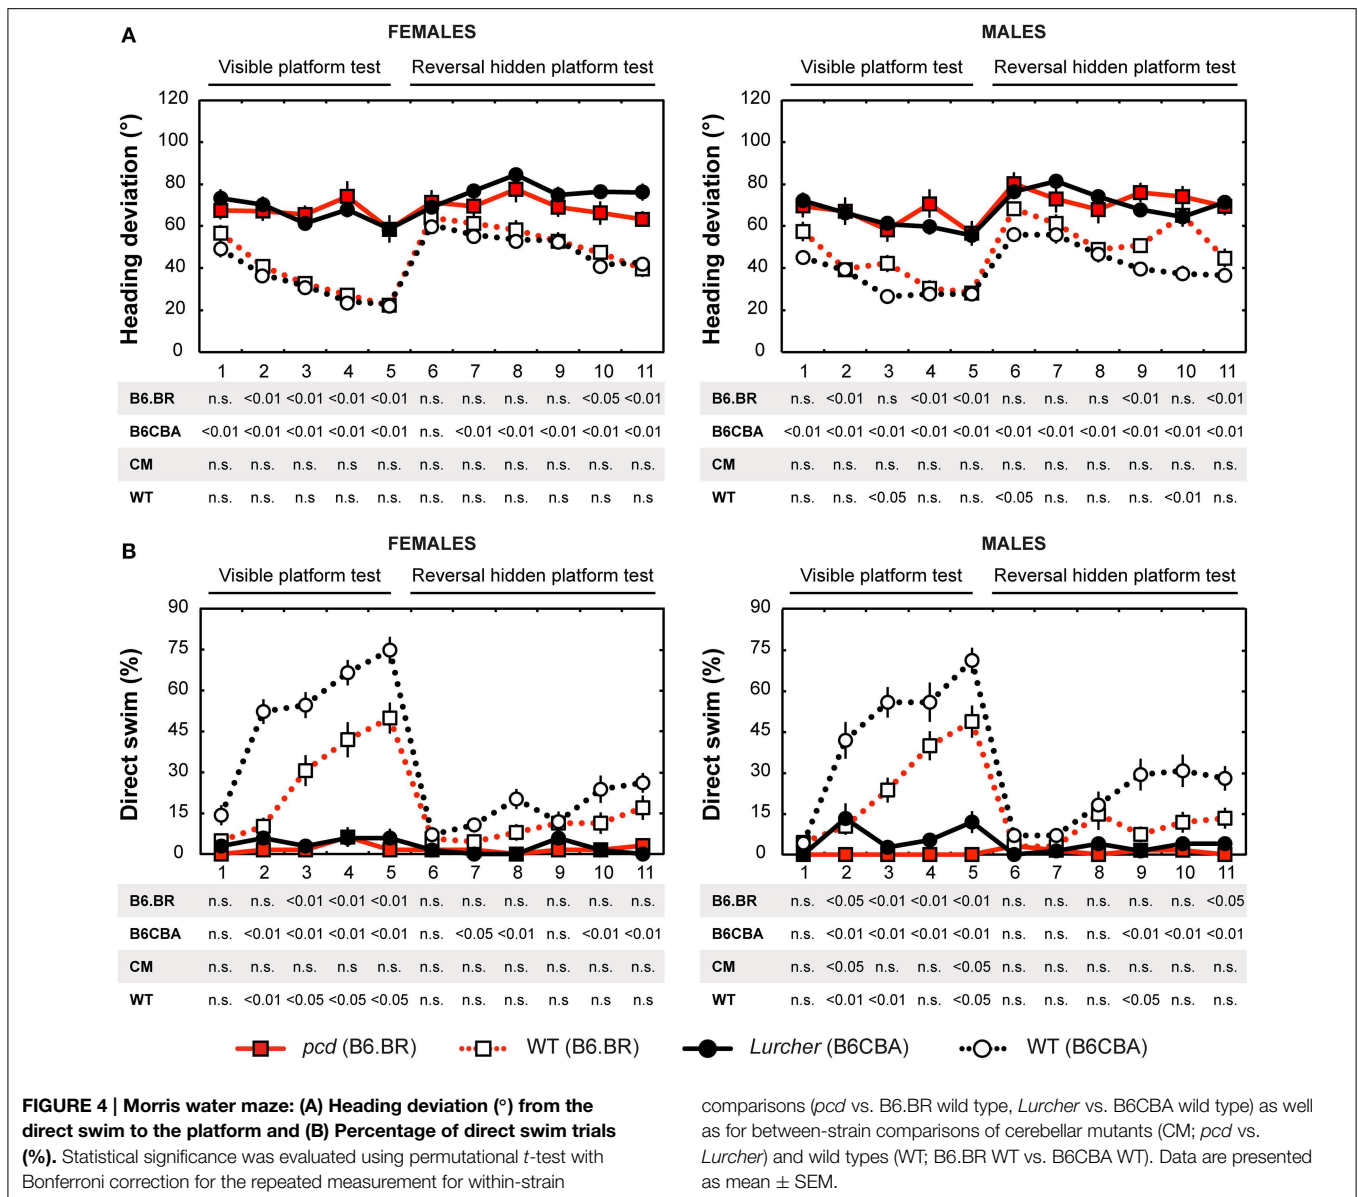 A
FEMALES
MALES
Visible platform test
Reversal hidden platform test
Visible platform test
Reversal hidden platform test
Heading deviation (°)
120
100
80
60
40
20
0
1 2 3 4 5 6 7 8 9 10 11
Heading deviation (°)
120
100
80
60
40
20
0
1 2 3 4 5 6 7 8 9 10 11
B6.BR n.s. <0.01 <0.01 <0.01 <0.01 n.s. n.s. n.s. n.s. <0.05 <0.01
B6CBA <0.01 <0.01 <0.01 <0.01 <0.01 n.s. <0.01 <0.01 <0.01 <0.01 <0.01
CM n.s. n.s. n.s. n.s n.s. n.s. n.s. n.s. n.s. n.s. n.s.
WT n.s. n.s. n.s n.s n.s. n.s. n.s. n.s. n.s n.s n.s
B6.BR n.s. <0.01 n.s <0.01 <0.01 n.s. n.s. n.s <0.01 n.s. <0.01
B6CBA <0.01 <0.01 <0.01 <0.01 <0.01 <0.01 <0.01 <0.01 <0.01 <0.01 <0.01
CM n.s. n.s. n.s. n.s. n.s. n.s. n.s. n.s. n.s. n.s. n.s.
WT n.s. n.s. <0.05 n.s. n.s. <0.05 n.s. n.s. n.s. <0.01 n.s.
B
FEMALES
MALES
Visible platform test
Reversal hidden platform test
Visible platform test
Reversal hidden platform test
Direct swim (%)
90
75
60
45
30
15
0
1 2 3 4 5 6 7 8 9 10 11
Direct swim (%)
90
75
60
45
30
15
0
1 2 3 4 5 6 7 8 9 10 11
B6.BR n.s. n.s. <0.01 <0.01 <0.01 n.s. n.s. n.s. n.s. n.s. n.s.
B6CBA n.s. <0.01 <0.01 <0.01 <0.01 n.s. <0.05 <0.01 n.s. <0.01 <0.01
CM n.s. n.s. n.s. n.s n.s. n.s. n.s. n.s. n.s. n.s. n.s.
WT n.s. <0.01 <0.05 <0.05 <0.05 n.s. n.s. n.s. n.s n.s n.s
B6.BR n.s. <0.05 <0.01 <0.01 <0.01 n.s. n.s. n.s. n.s. n.s. <0.05
B6CBA n.s. <0.01 <0.01 <0.01 <0.01 n.s. n.s. n.s. <0.01 <0.01 <0.01
CM n.s. <0.05 n.s. n.s. <0.05 n.s. n.s. n.s. n.s. n.s. n.s.
WT n.s. <0.01 <0.01 n.s. <0.05 n.s. n.s. n.s. <0.05 n.s. n.s.
pcd (B6.BR) WT (B6.BR) Lurcher (B6CBA) WT (B6CBA)
FIGURE 4 | Morris water maze: (A) Heading deviation (°) from the
direct swim to the platform and (B) Percentage of direct swim trials
(%). Statistical significance was evaluated using permutational t-test with
Bonferroni correction for the repeated measurement for within-strain
comparisons (pcd vs. B6.BR wild type, Lurcher vs. B6CBA wild type) as well
as for between-strain comparisons of cerebellar mutants (CM; pcd vs.
Lurcher) and wild types (WT; B6.BR WT vs. B6CBA WT). Data are presented
as mean ± SEM.